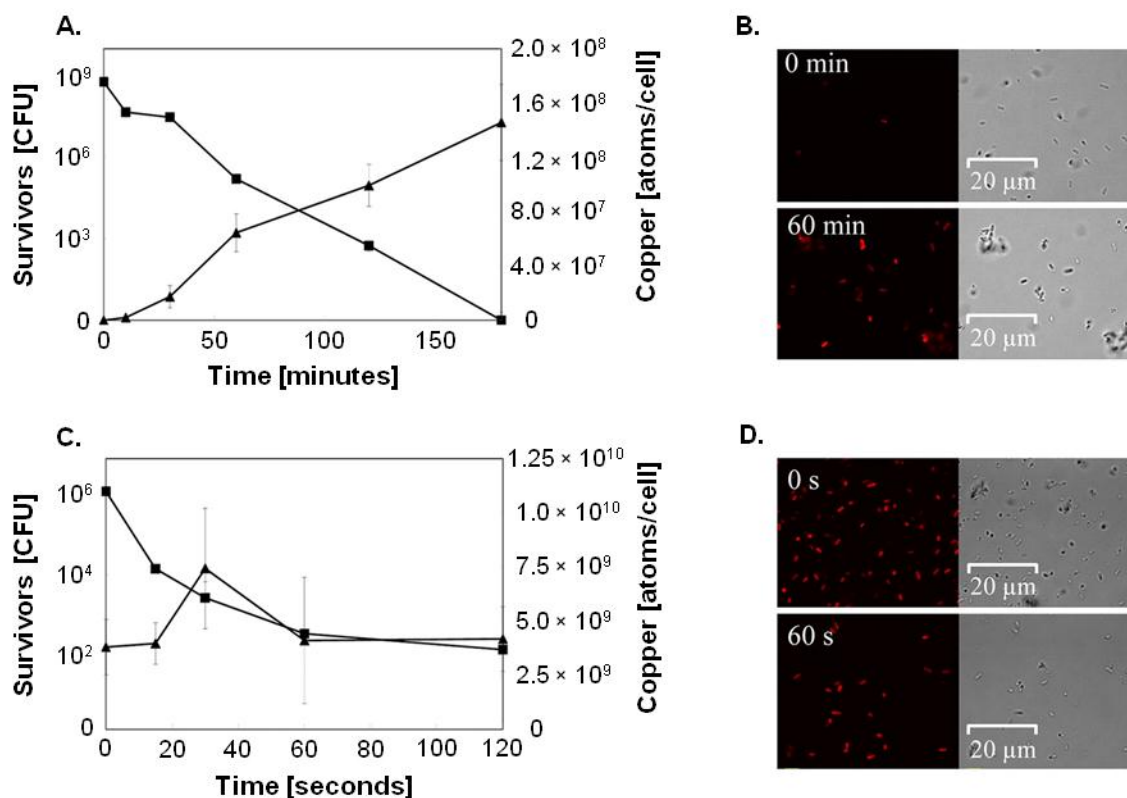 A.
Survivors [CFU]
10⁹
10⁶
10³
0
2.0 × 10⁸
1.6 × 10⁸
1.2 × 10⁸
8.0 × 10⁷
4.0 × 10⁷
0
Copper [atoms/cell]
0 50 100 150
Time [minutes]
B.
0 min
20 µm
60 min
20 µm
C.
Survivors [CFU]
10⁶
10⁴
10²
0
1.25 × 10¹⁰
1.0 × 10¹⁰
7.5 × 10⁹
5.0 × 10⁹
2.5 × 10⁹
0
Copper [atoms/cell]
0 20 40 60 80 100 120
Time [seconds]
D.
0 s
20 µm
60 s
20 µm